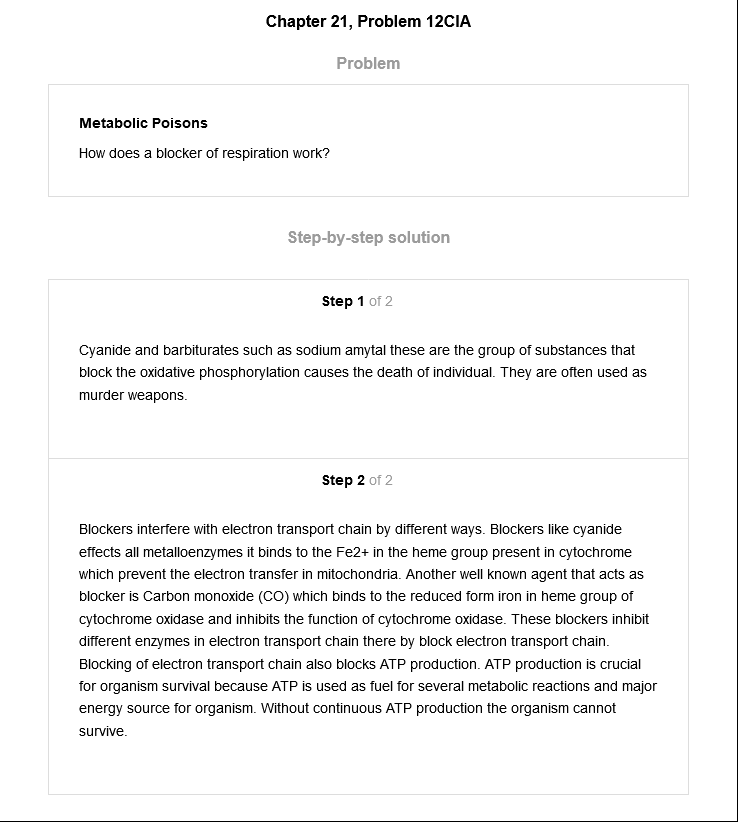 Chapter 21, Problem 12CIA
Problem
Metabolic Poisons
How does a blocker of respiration work?
Step-by-step solution
Step 1 of 2
Cyanide and barbiturates such as sodium amytal these are the group of substances that
block the oxidative phosphorylation causes the death of individual. They are often used as
murder weapons.
Step 2 of 2
Blockers interfere with electron transport chain by different ways. Blockers like cyanide
effects all metalloenzymes it binds to the Fe2+ in the heme group present in cytochrome
which prevent the electron transfer in mitochondria. Another well known agent that acts as
blocker is Carbon monoxide (CO) which binds to the reduced form iron in heme group of
cytochrome oxidase and inhibits the function of cytochrome oxidase. These blockers inhibit
different enzymes in electron transport chain there by block electron transport chain.
Blocking of electron transport chain also blocks ATP production. ATP production is crucial
for organism survival because ATP is used as fuel for several metabolic reactions and major
energy source for organism. Without continuous ATP production the organism cannot
survive.